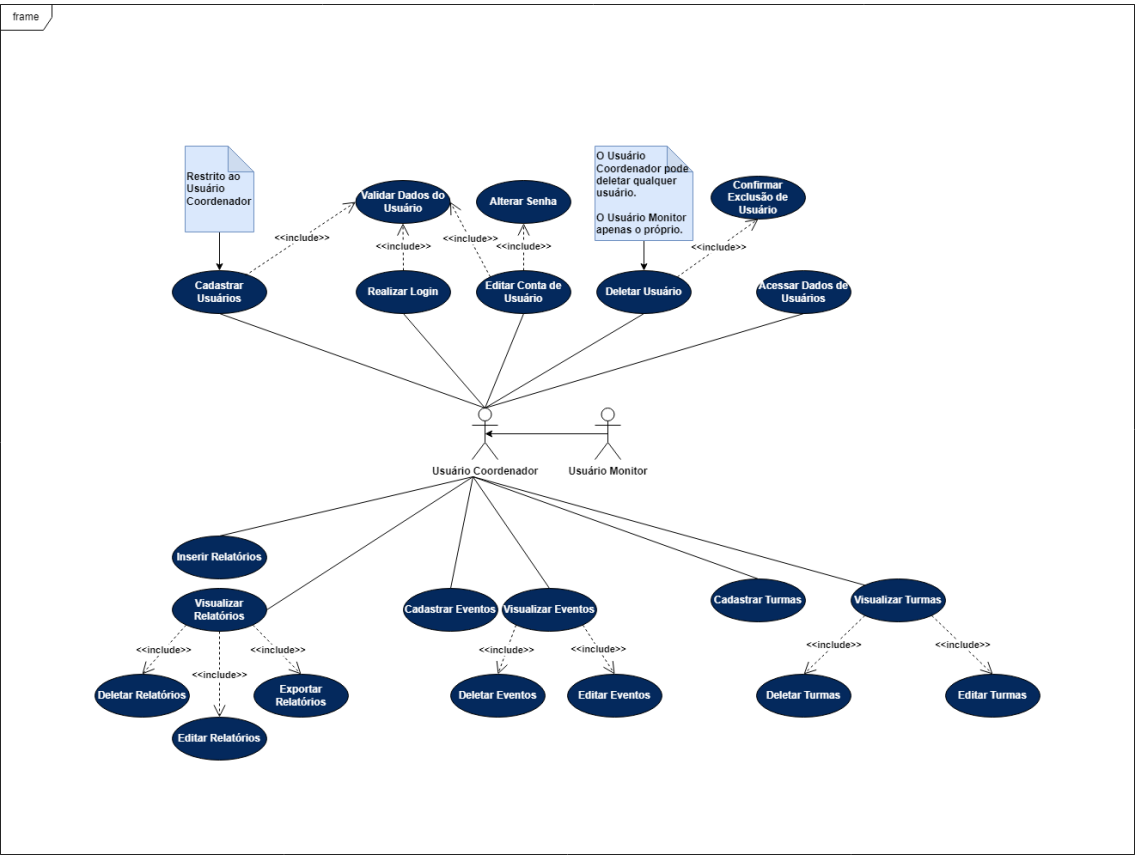 frame
Restrito ao
Usuário
Coordenador
O Usuário
Coordenador pode
deletar qualquer
usuário.
O Usuário Monitor
apenas o próprio.
Validar Dados do
Usuário
Alterar Senha
Confirmar
Exclusão de
Usuário
<<include>>
<<include>>
<<include>>
<<include>>
<<include>>
Cadastrar
Usuários
Realizar Login
Editar Conta de
Usuário
Deletar Usuário
Acessar Dados de
Usuários
Usuário Coordenador
Usuário Monitor
Inserir Relatórios
Visualizar
Relatórios
Cadastrar Eventos
Visualizar Eventos
Cadastrar Turmas
Visualizar Turmas
<<include>>
<<include>>
<<include>>
<<include>>
<<include>>
<<include>>
<<include>>
Deletar Relatórios
Exportar
Relatórios
Editar Relatórios
Deletar Eventos
Editar Eventos
Deletar Turmas
Editar Turmas